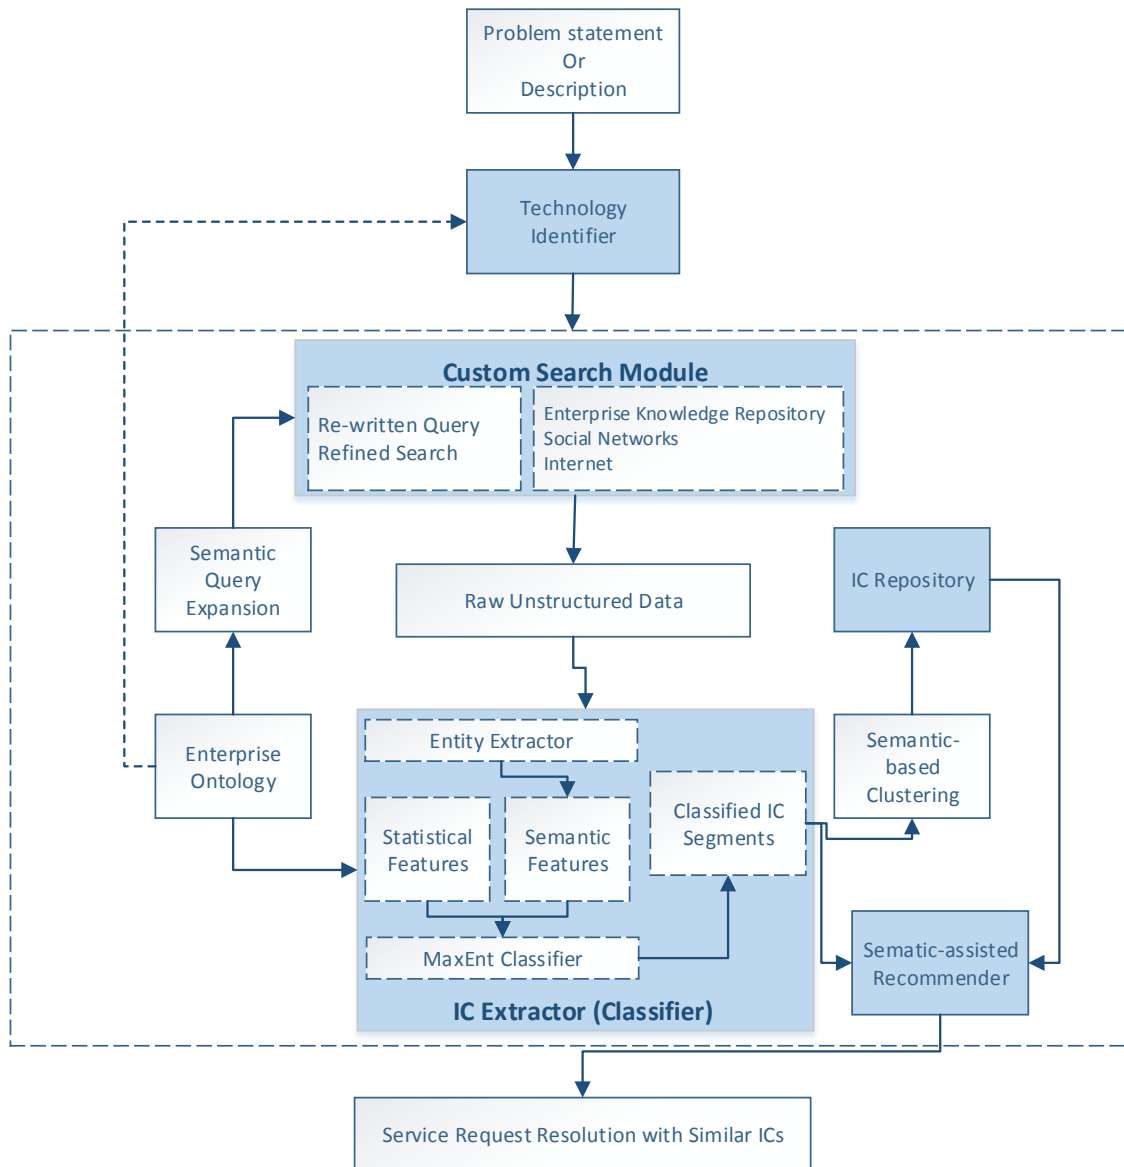 Problem statement
Or
Description
Technology
Identifier
Custom Search Module
Re-written Query
Refined Search
Enterprise Knowledge Repository
Social Networks
Internet
Semantic
Query
Expansion
Raw Unstructured Data
IC Repository
Enterprise
Ontology
Entity Extractor
Statistical
Features
Semantic
Features
Classified IC
Segments
Semantic-
based
Clustering
MaxEnt Classifier
IC Extractor (Classifier)
Sematic-assisted
Recommender
Service Request Resolution with Similar ICs